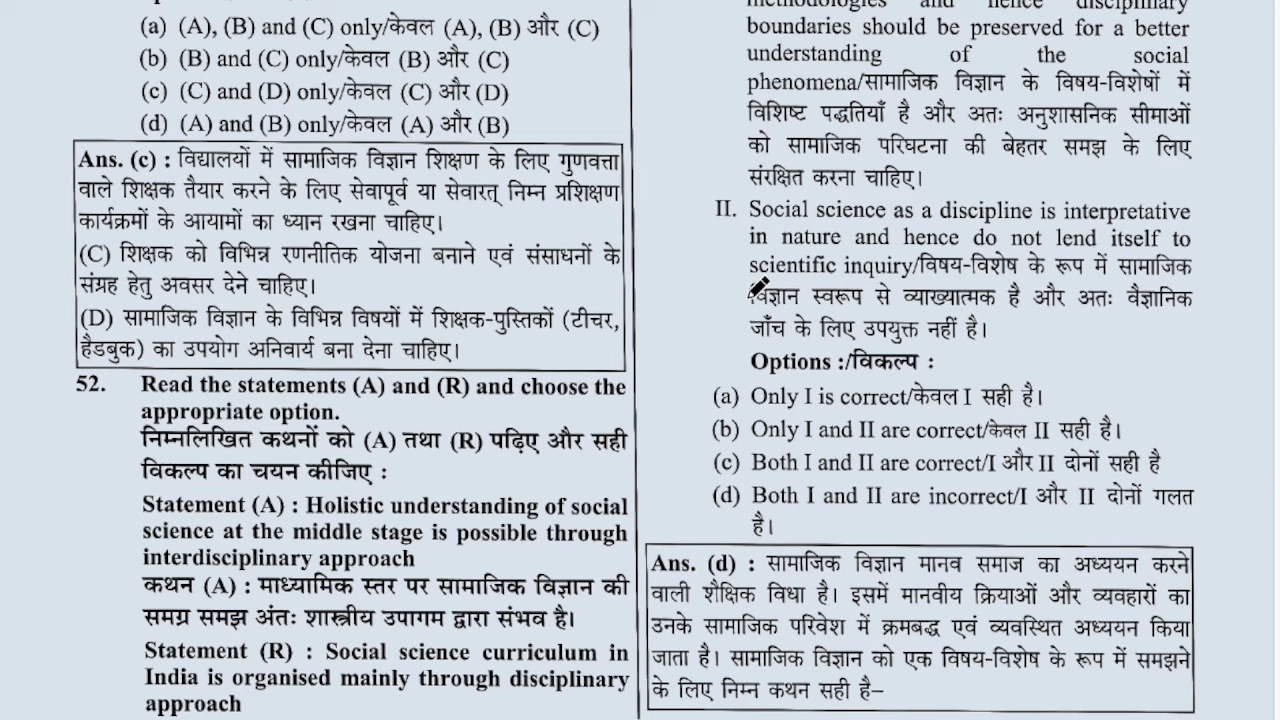 (a) (A), (B) and (C) only/केवल (A), (B) और (C)
(b) (B) and (C) only/केवल (B) और (C)
(c) (C) and (D) only/केवल (C) और (D)
(d) (A) and (B) only/केवल (A) और (B)
Ans. (c) : विद्यालयों में सामाजिक विज्ञान शिक्षण के लिए गुणवत्ता
वाले शिक्षक तैयार करने के लिए सेवापूर्व या सेवारत् निम्न प्रशिक्षण
कार्यक्रमों के आयामों का ध्यान रखना चाहिए।
(C) शिक्षक को विभिन्न रणनीतिक योजना बनाने एवं संसाधनों के
संग्रह हेतु अवसर देने चाहिए।
(D) सामाजिक विज्ञान के विभिन्न विषयों में शिक्षक-पुस्तिकों (टीचर,
हैडबुक) का उपयोग अनिवार्य बना देना चाहिए।
52. Read the statements (A) and (R) and choose the
appropriate option.
निम्नलिखित कथनों को (A) तथा (R) पढ़िए और सही
विकल्प का चयन कीजिए :
Statement (A) : Holistic understanding of social
science at the middle stage is possible through
interdisciplinary approach
कथन (A) : माध्यामिक स्तर पर सामाजिक विज्ञान की
समग्र समझ अंतः शास्त्रीय उपागम द्वारा संभव है।
Statement (R) : Social science curriculum in
India is organised mainly through disciplinary
approach
methodologies and hence disciplinary
boundaries should be preserved for a better
understanding of the social
phenomena/सामाजिक विज्ञान के विषय-विशेषों में
विशिष्ट पद्धतियाँ है और अतः अनुशासनिक सीमाओं
को सामाजिक परिघटना की बेहतर समझ के लिए
संरक्षित करना चाहिए।
II. Social science as a discipline is interpretative
in nature and hence do not lend itself to
scientific inquiry/विषय-विशेष के रूप में सामाजिक
विज्ञान स्वरूप से व्याख्यात्मक है और अतः वैज्ञानिक
जाँच के लिए उपयुक्त नहीं है।
Options :/विकल्प :
(a) Only I is correct/केवल I सही है।
(b) Only I and II are correct/केवल II सही है।
(c) Both I and II are correct/I और II दोनों सही है
(d) Both I and II are incorrect/I और II दोनों गलत
है।
Ans. (d) : सामाजिक विज्ञान मानव समाज का अध्ययन करने
वाली शैक्षिक विधा है। इसमें मानवीय क्रियाओं और व्यवहारों का
उनके सामाजिक परिवेश में क्रमबद्ध एवं व्यवस्थित अध्ययन किया
जाता है। सामाजिक विज्ञान को एक विषय-विशेष के रूप में समझने
के लिए निम्न कथन सही है–